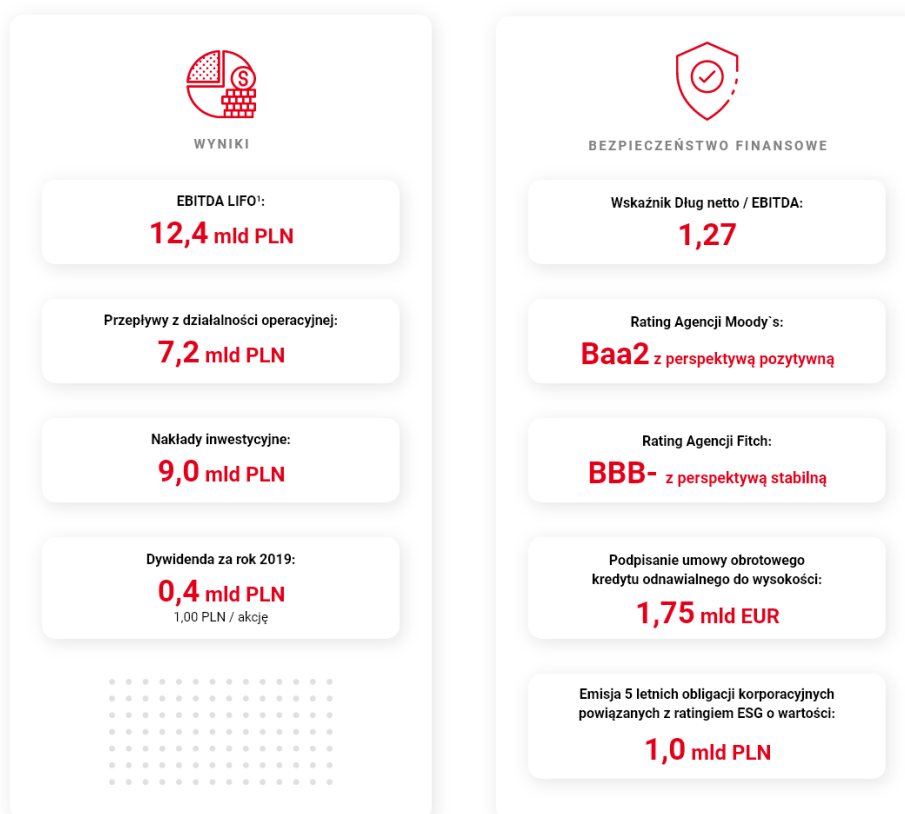 WYNIKI
EBITDA LIFO¹:
12,4 mld PLN
Przepływy z działalności operacyjnej:
7,2 mld PLN
Nakłady inwestycyjne:
9,0 mld PLN
Dywidenda za rok 2019:
0,4 mld PLN
1,00 PLN / akcję
BEZPIECZEŃSTWO FINANSOWE
Wskaźnik Dług netto / EBITDA:
1,27
Rating Agencji Moody`s:
Baa2 z perspektywą pozytywną
Rating Agencji Fitch:
BBB- z perspektywą stabilną
Podpisanie umowy obrotowego
kredytu odnawialnego do wysokości:
1,75 mld EUR
Emisja 5 letnich obligacji korporacyjnych
powiązanych z ratingiem ESG o wartości:
1,0 mld PLN